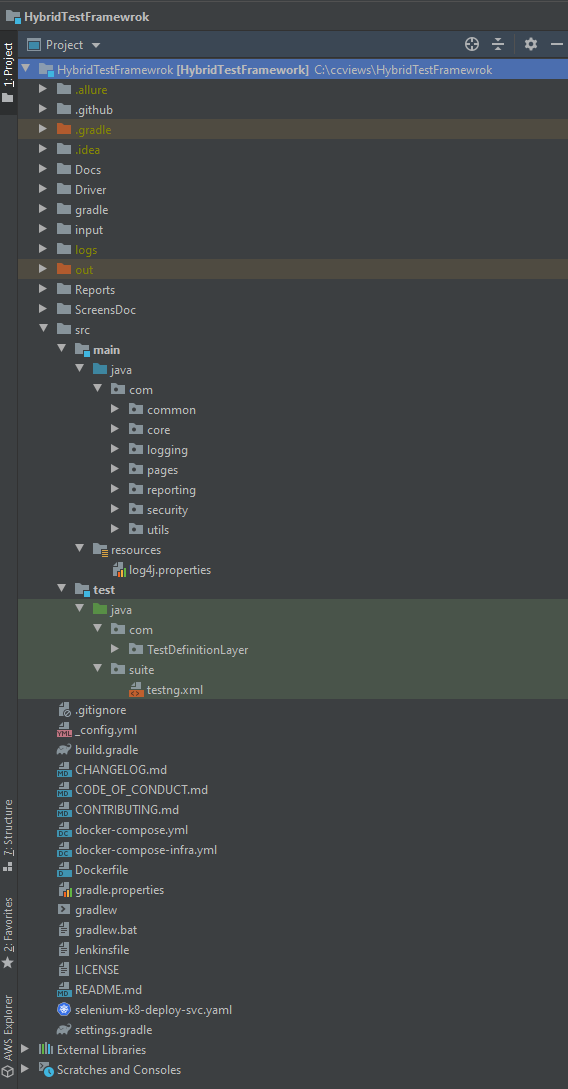 HybridTestFramewrok
1: Project
Project
HybridTestFramewrok [HybridTestFramework] C:\ccviews\HybridTestFramewrok
.allure
.github
.gradle
.idea
Docs
Driver
gradle
input
logs
out
Reports
ScreensDoc
src
main
java
com
common
core
logging
pages
reporting
security
utils
resources
log4j.properties
test
java
com
TestDefinitionLayer
suite
testng.xml
.gitignore
_config.yml
build.gradle
CHANGELOG.md
CODE_OF_CONDUCT.md
CONTRIBUTING.md
docker-compose.yml
docker-compose-infra.yml
Dockerfile
gradle.properties
gradlew
gradlew.bat
Jenkinsfile
LICENSE
README.md
selenium-k8-deploy-svc.yaml
settings.gradle
External Libraries
Scratches and Consoles
7: Structure
2: Favorites
AWS Explorer